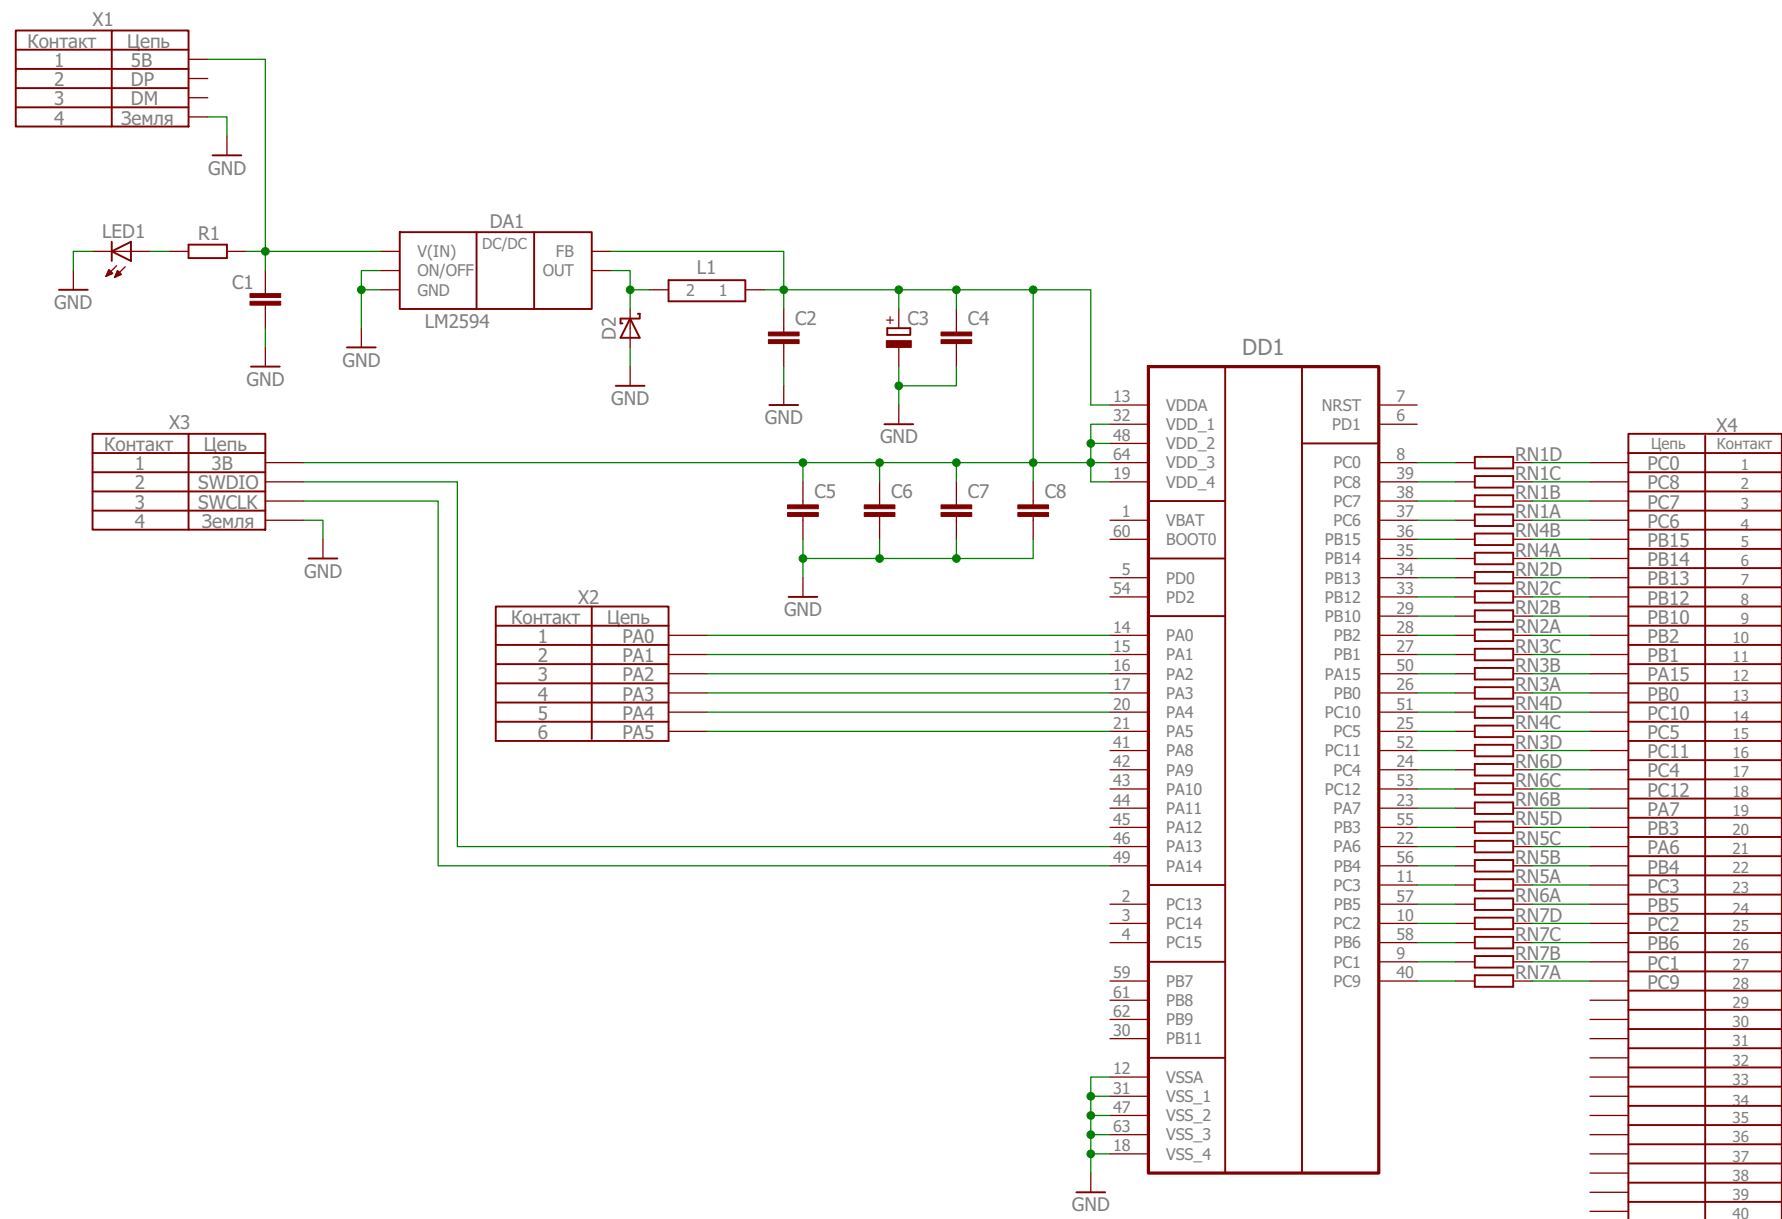 X1
Контакт Цепь
1 5В
2 DP
3 DM
4 Земля
GND
LED1
R1
GND
C1
GND
DA1
V(IN) DC/DC FB
ON/OFF OUT
GND
LM2594
GND
L1
2 1
D2
GND
C2
GND
+ C3
C4
GND
X3
Контакт Цепь
1 3В
2 SWDIO
3 SWCLK
4 Земля
GND
C5
C6
C7
C8
GND
X2
Контакт Цепь
1 PA0
2 PA1
3 PA2
4 PA3
5 PA4
6 PA5
DD1
13 VDDA
32 VDD_1
48 VDD_2
64 VDD_3
19 VDD_4
1 VBAT
60 BOOT0
5 PD0
54 PD2
14 PA0
15 PA1
16 PA2
17 PA3
20 PA4
21 PA5
41 PA8
42 PA9
43 PA10
44 PA11
45 PA12
46 PA13
49 PA14
2 PC13
3 PC14
4 PC15
59 PB7
61 PB8
62 PB9
30 PB11
12 VSSA
31 VSS_1
47 VSS_2
63 VSS_3
18 VSS_4
GND
NRST 7
PD1 6
X4
Цепь Контакт
PC0 8 RN1D PC0 1
PC8 39 RN1C PC8 2
PC7 38 RN1B PC7 3
PC6 37 RN1A PC6 4
PB15 36 RN4B PB15 5
PB14 35 RN4A PB14 6
PB13 34 RN2D PB13 7
PB12 33 RN2C PB12 8
PB10 29 RN2B PB10 9
PB2 28 RN2A PB2 10
PB1 27 RN3C PB1 11
PA15 50 RN3B PA15 12
PB0 26 RN3A PB0 13
PC10 51 RN4D PC10 14
PC5 25 RN4C PC5 15
PC11 52 RN3D PC11 16
PC4 24 RN6D PC4 17
PC12 53 RN6C PC12 18
PA7 23 RN6B PA7 19
PB3 55 RN5D PB3 20
PA6 22 RN5C PA6 21
PB4 56 RN5B PB4 22
PC3 11 RN5A PC3 23
PB5 57 RN6A PB5 24
PC2 10 RN7D PC2 25
PB6 58 RN7C PB6 26
PC1 9 RN7B PC1 27
PC9 40 RN7A PC9 28
29
30
31
32
33
34
35
36
37
38
39
40